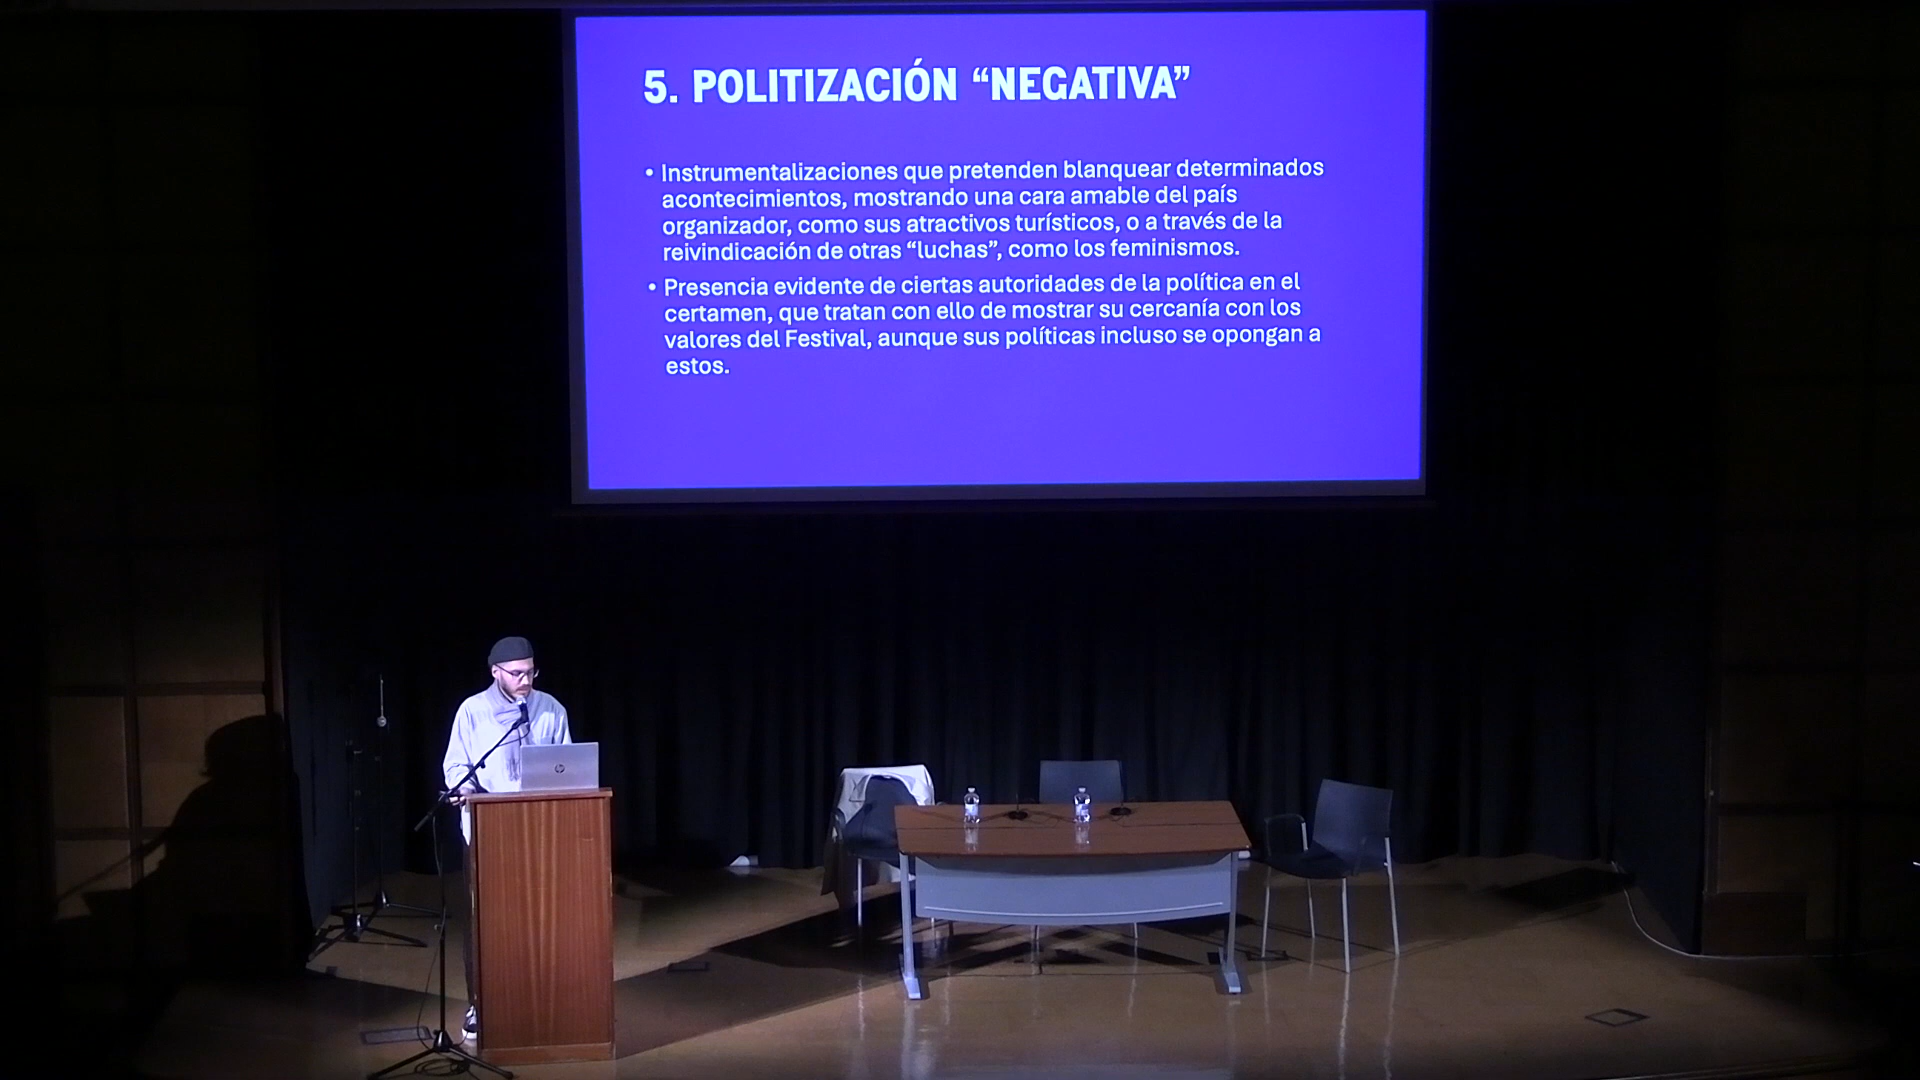 5. POLITIZACIÓN “NEGATIVA”
• Instrumentalizaciones que pretenden blanquear determinados
acontecimientos, mostrando una cara amable del país
organizador, como sus atractivos turísticos, o a través de la
reivindicación de otras “luchas”, como los feminismos.
• Presencia evidente de ciertas autoridades de la política en el
certamen, que tratan con ello de mostrar su cercanía con los
valores del Festival, aunque sus políticas incluso se opongan a
estos.
hp